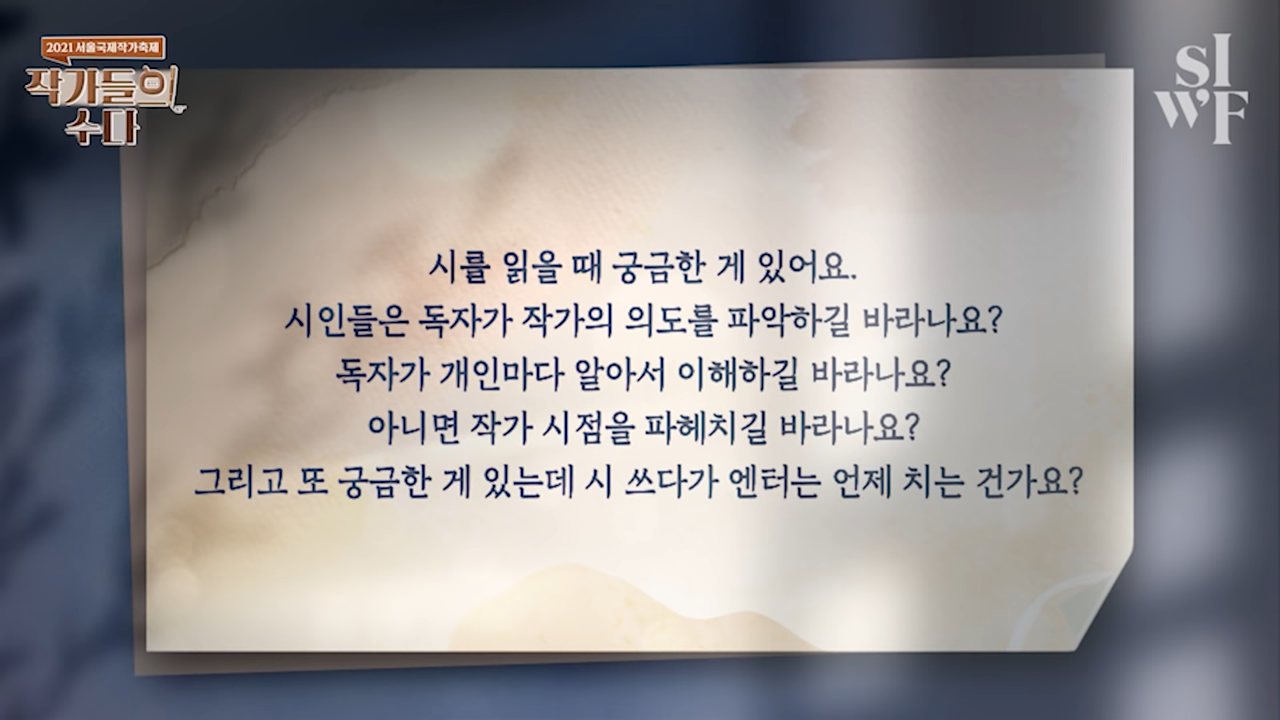 2021 서울국제작가축제
작가들의
수다
SIWF
시를 읽을 때 궁금한 게 있어요.
시인들은 독자가 작가의 의도를 파악하길 바라나요?
독자가 개인마다 알아서 이해하길 바라나요?
아니면 작가 시점을 파헤치길 바라나요?
그리고 또 궁금한 게 있는데 시 쓰다가 엔터는 언제 치는 건가요?